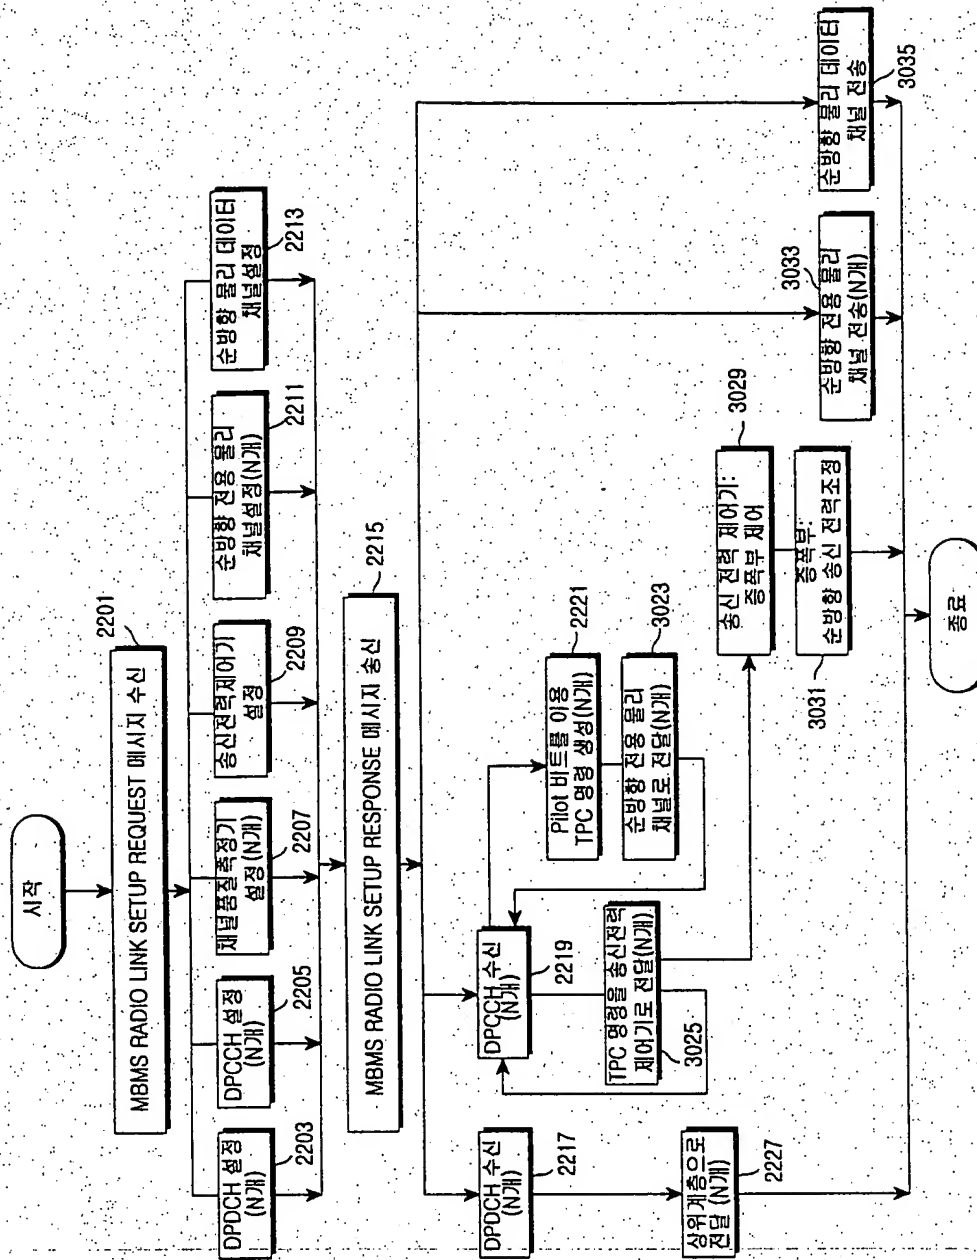 시작
2201
MBMS RADIO LINK SETUP REQUEST 메시지 수신
DPDCH 설정
(N개)
2203
DPCCH 설정
(N개)
2205
채널품질측정기
설정(N개)
2207
송신전력제어기
설정
2209
순방향 전용 물리
채널설정(N개)
2211
순방향 물리 데이터
채널설정
2213
MBMS RADIO LINK SETUP RESPONSE 메시지 송신
2215
DPDCH 수신
(N개)
2217
DPCCH 수신
(N개)
2219
Pilot 비트를 이용
TPC 명령 생성(N개)
2221
순방향 전용 물리
채널로 전달(N개)
3023
TPC 명령을 송신전력
제어기로 전달(N개)
3025
상위계층으로
전달 (N개)
2227
송신 전력 제어기:
증폭부 제어
3029
증폭부:
순방향 송신 전력조정
3031
순방향 전용 물리
채널 전송(N개)
3033
순방향 물리 데이터
채널 전송
3035
종료